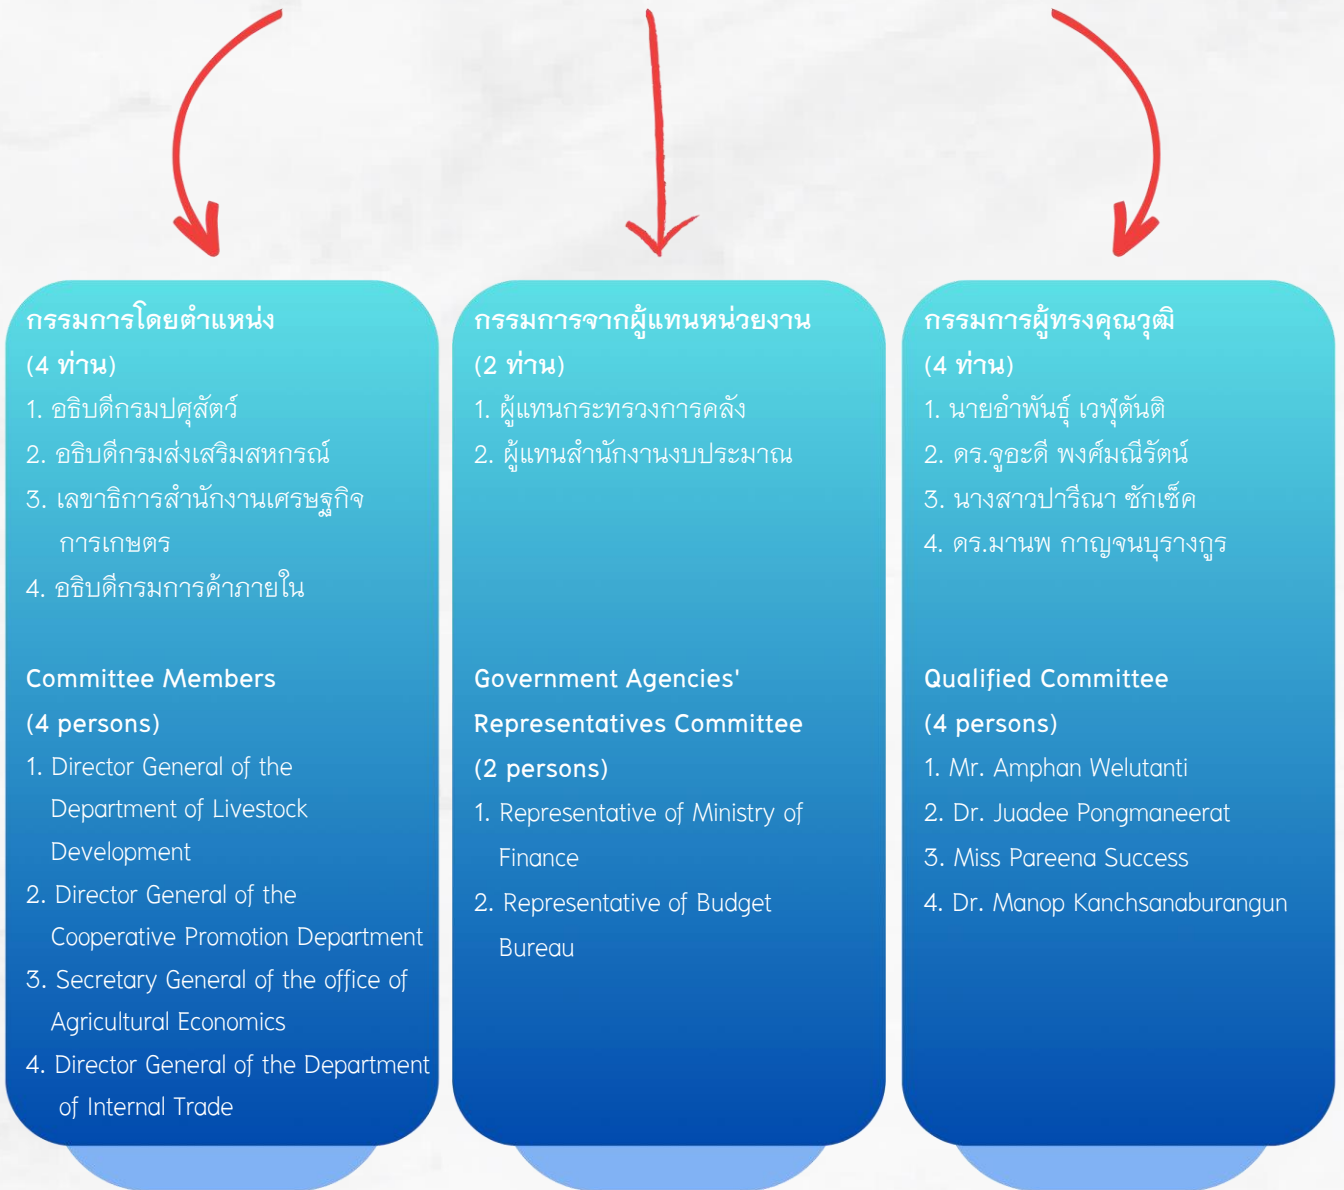 กรรมการโดยตำแหน่ง
(4 ท่าน)
1. อธิบดีกรมปศุสัตว์
2. อธิบดีกรมส่งเสริมสหกรณ์
3. เลขาธิการสำนักงานเศรษฐกิจ
การเกษตร
4. อธิบดีกรมการค้าภายใน
Committee Members
(4 persons)
1. Director General of the
Department of Livestock
Development
2. Director General of the
Cooperative Promotion Department
3. Secretary General of the office of
Agricultural Economics
4. Director General of the Department
of Internal Trade
กรรมการจากผู้แทนหน่วยงาน
(2 ท่าน)
1. ผู้แทนกระทรวงการคลัง
2. ผู้แทนสำนักงานงบประมาณ
Government Agencies'
Representatives Committee
(2 persons)
1. Representative of Ministry of
Finance
2. Representative of Budget
Bureau
กรรมการผู้ทรงคุณวุฒิ
(4 ท่าน)
1. นายอำพันธุ์ เวฬุตันติ
2. ดร.จูอะดี พงศ์มณีรัตน์
3. นางสาวปารีณา ซักเซ็ค
4. ดร.มานพ กาญจนบุรางกูร
Qualified Committee
(4 persons)
1. Mr. Amphan Welutanti
2. Dr. Juadee Pongmaneerat
3. Miss Pareena Success
4. Dr. Manop Kanchsanaburangun